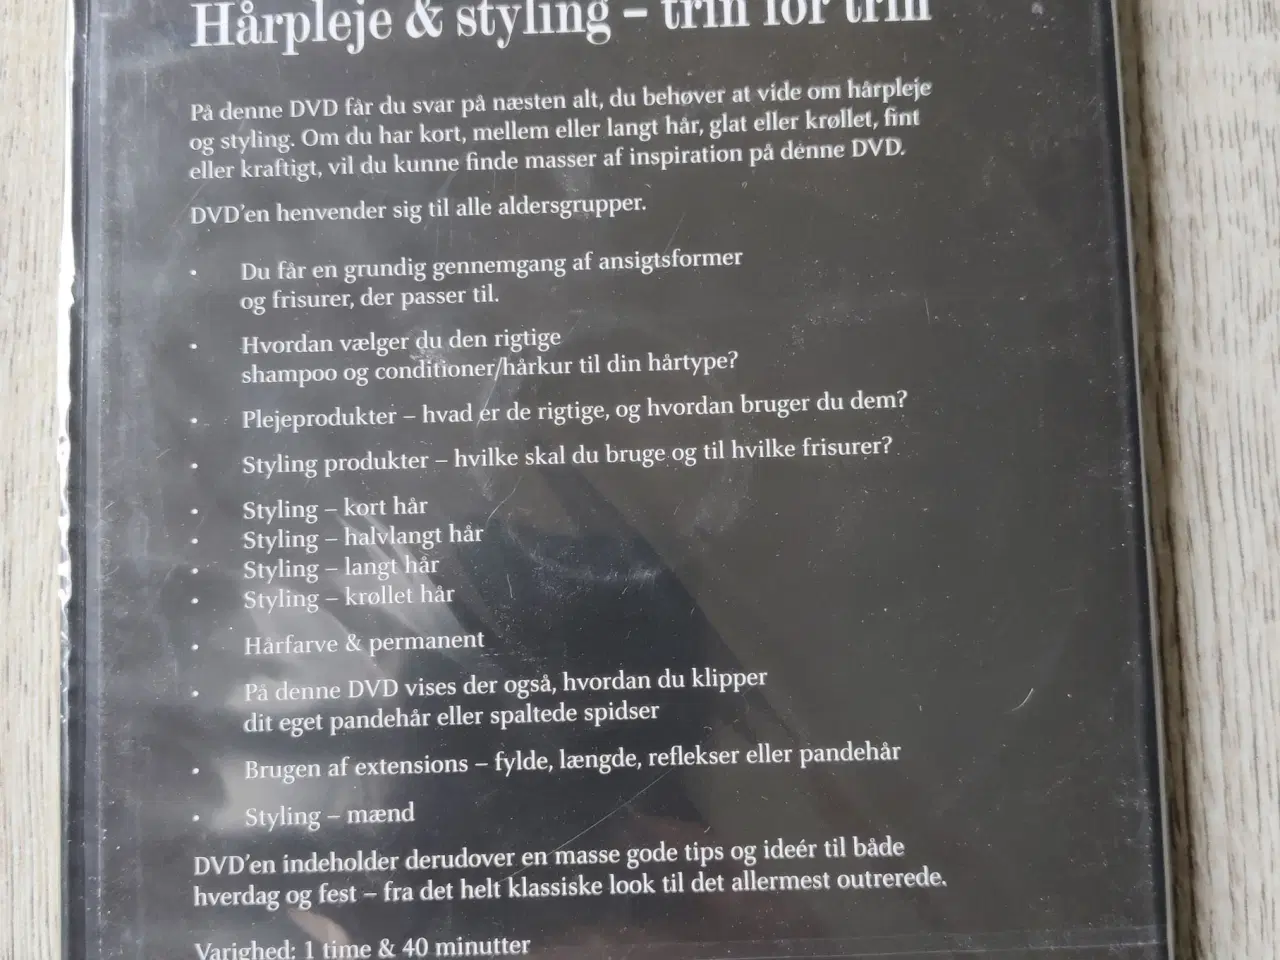 Hårpleje & styling – trin for trin
På denne DVD får du svar på næsten alt, du behøver at vide om hårpleje
og styling. Om du har kort, mellem eller langt hår, glat eller krøllet, fint
eller kraftigt, vil du kunne finde masser af inspiration på denne DVD.
DVD'en henvender sig til alle aldersgrupper.
• Du får en grundig gennemgang af ansigtsformer
og frisurer, der passer til.
• Hvordan vælger du den rigtige
shampoo og conditioner/hårkur til din hårtype?
• Plejeprodukter – hvad er de rigtige, og hvordan bruger du dem?
• Styling produkter – hvilke skal du bruge og til hvilke frisurer?
• Styling – kort hår
• Styling – halvlangt hår
• Styling – langt hår
• Styling – krøllet hår
• Hårfarve & permanent
• På denne DVD vises der også, hvordan du klipper
dit eget pandehår eller spaltede spidser
• Brugen af extensions – fylde, længde, reflekser eller pandehår
• Styling – mænd
DVD'en indeholder derudover en masse gode tips og ideér til både
hverdag og fest – fra det helt klassiske look til det allermest outrerede.
Varighed: 1 time & 40 minutter